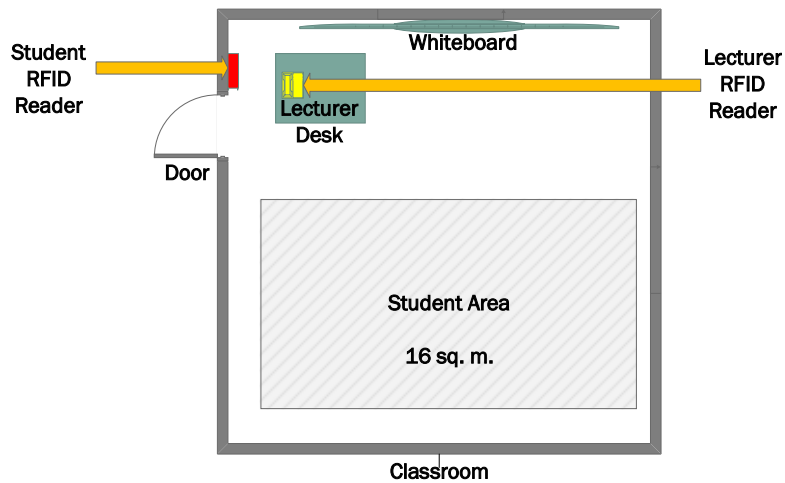 Whiteboard
Student
RFID
Reader
Lecturer
RFID
Reader
Lecturer
Desk
Door
Student Area
16 sq. m.
Classroom